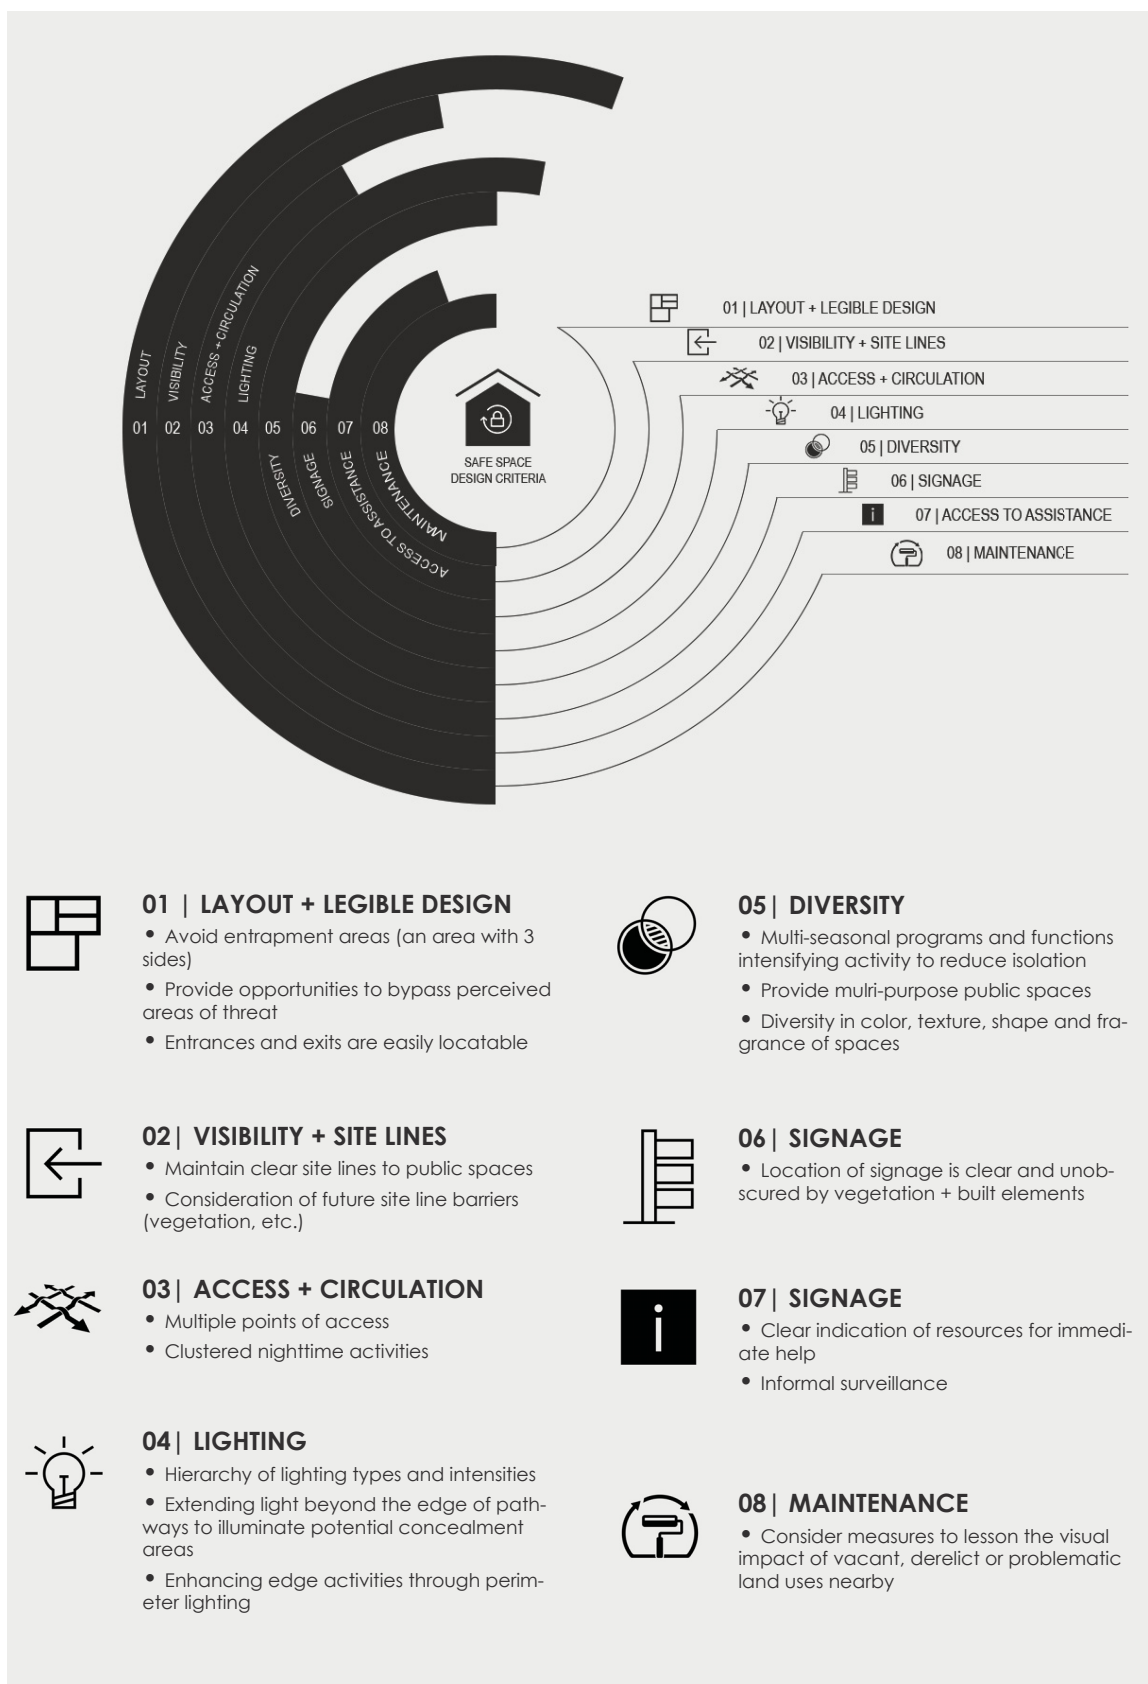 LAYOUT
VISIBILITY
ACCESS + CIRCULATION
LIGHTING
01 02 03 04 05 06 07 08
DIVERSITY
SIGNAGE
ACCESS TO ASSISTANCE
MAINTENANCE
SAFE SPACE
DESIGN CRITERIA
01 | LAYOUT + LEGIBLE DESIGN
02 | VISIBILITY + SITE LINES
03 | ACCESS + CIRCULATION
04 | LIGHTING
05 | DIVERSITY
06 | SIGNAGE
i 07 | ACCESS TO ASSISTANCE
08 | MAINTENANCE
01 | LAYOUT + LEGIBLE DESIGN
• Avoid entrapment areas (an area with 3
sides)
• Provide opportunities to bypass perceived
areas of threat
• Entrances and exits are easily locatable
02| VISIBILITY + SITE LINES
• Maintain clear site lines to public spaces
• Consideration of future site line barriers
(vegetation, etc.)
03| ACCESS + CIRCULATION
• Multiple points of access
• Clustered nighttime activities
04| LIGHTING
• Hierarchy of lighting types and intensities
• Extending light beyond the edge of path-
ways to illuminate potential concealment
areas
• Enhancing edge activities through perim-
eter lighting
05| DIVERSITY
• Multi-seasonal programs and functions
intensifying activity to reduce isolation
• Provide mulri-purpose public spaces
• Diversity in color, texture, shape and fra-
grance of spaces
06| SIGNAGE
• Location of signage is clear and unob-
scured by vegetation + built elements
i
07| SIGNAGE
• Clear indication of resources for immedi-
ate help
• Informal surveillance
08| MAINTENANCE
• Consider measures to lesson the visual
impact of vacant, derelict or problematic
land uses nearby